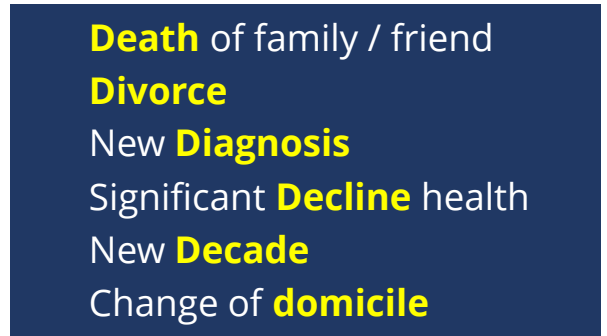 Death of family / friend
Divorce
New Diagnosis
Significant Decline health
New Decade
Change of domicile